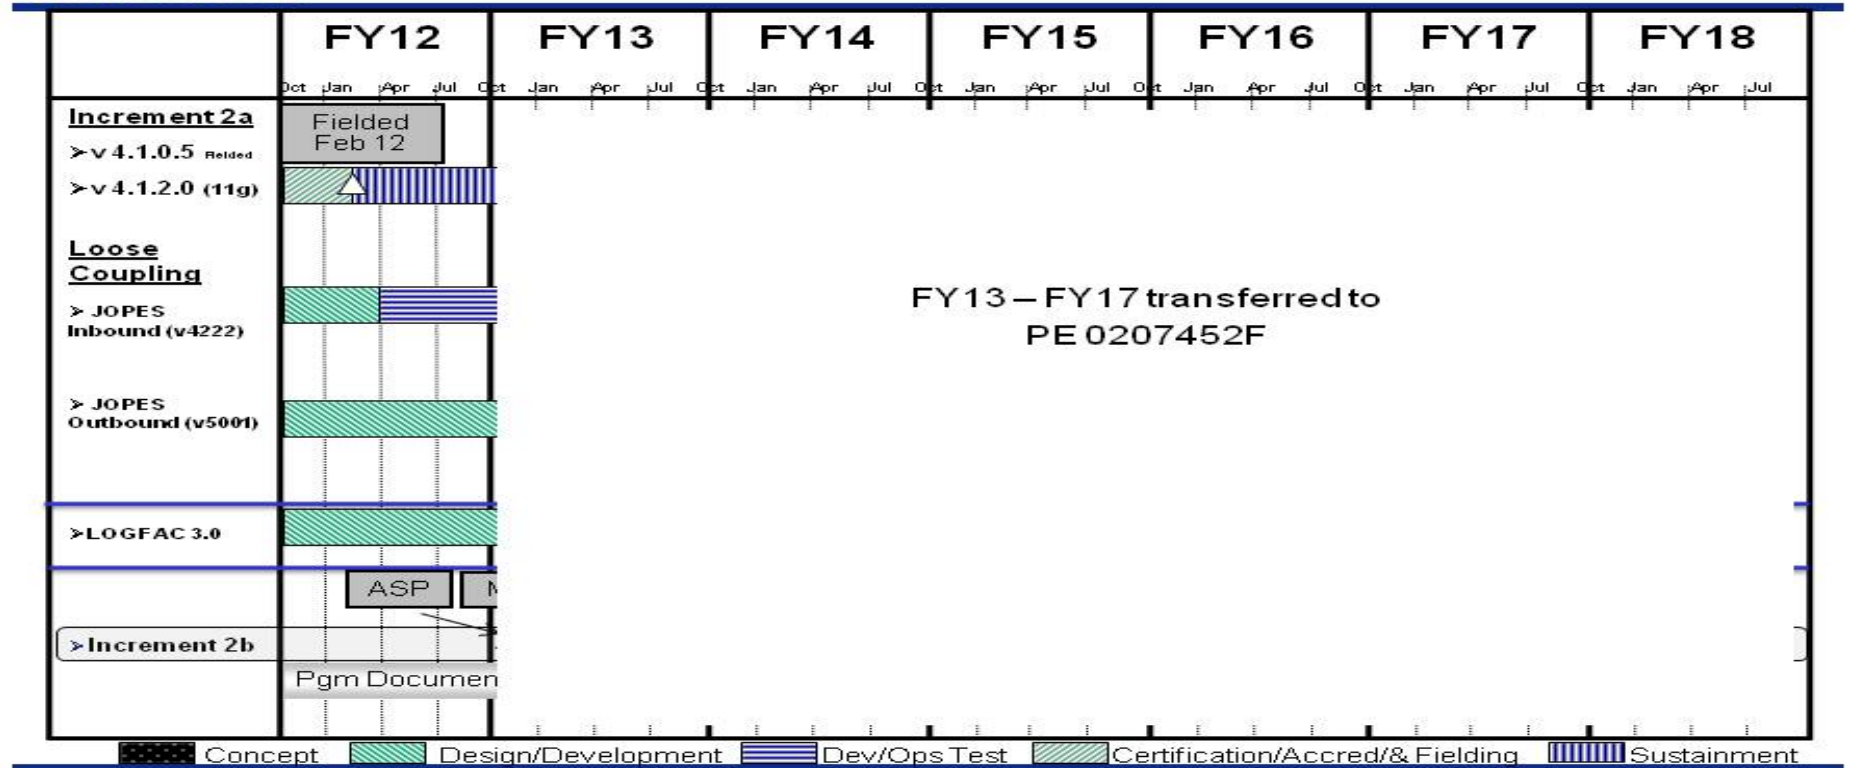 FY12 FY13 FY14 FY15 FY16 FY17 FY18
Oct Jan Apr Jul Oct Jan Apr Jul Oct Jan Apr Jul Oct Jan Apr Jul Oct Jan Apr Jul Oct Jan Apr Jul Oct Jan Apr Jul
Increment 2a
Fielded
Feb 12
➢v 4.1.0.5 Fielded
➢v 4.1.2.0 (11g)
Loose
Coupling
➢ JOPES
Inbound (v4222)
FY13 – FY17 transferred to
PE 0207452F
➢ JOPES
Outbound (v5001)
➢LOGFAC 3.0
ASP
➢Increment 2b
Pgm Documen
Concept Design/Development Dev/Ops Test Certification/Accred/& Fielding Sustainment